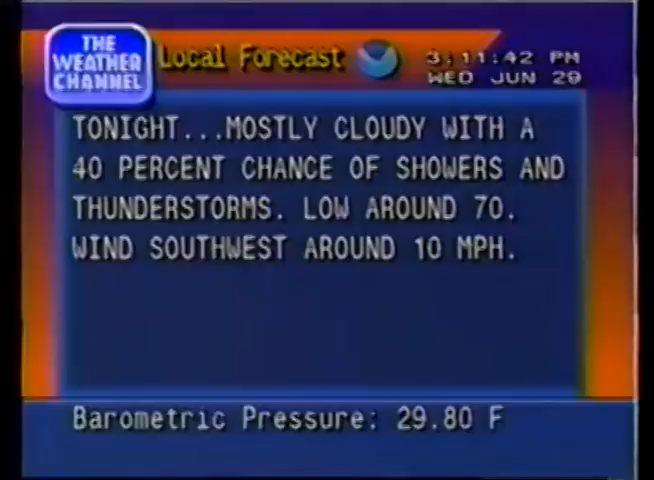 THE
WEATHER
CHANNEL
Local Forecast
3:11:42 PM
WED JUN 29
TONIGHT...MOSTLY CLOUDY WITH A
40 PERCENT CHANCE OF SHOWERS AND
THUNDERSTORMS. LOW AROUND 70.
WIND SOUTHWEST AROUND 10 MPH.
Barometric Pressure: 29.80 F